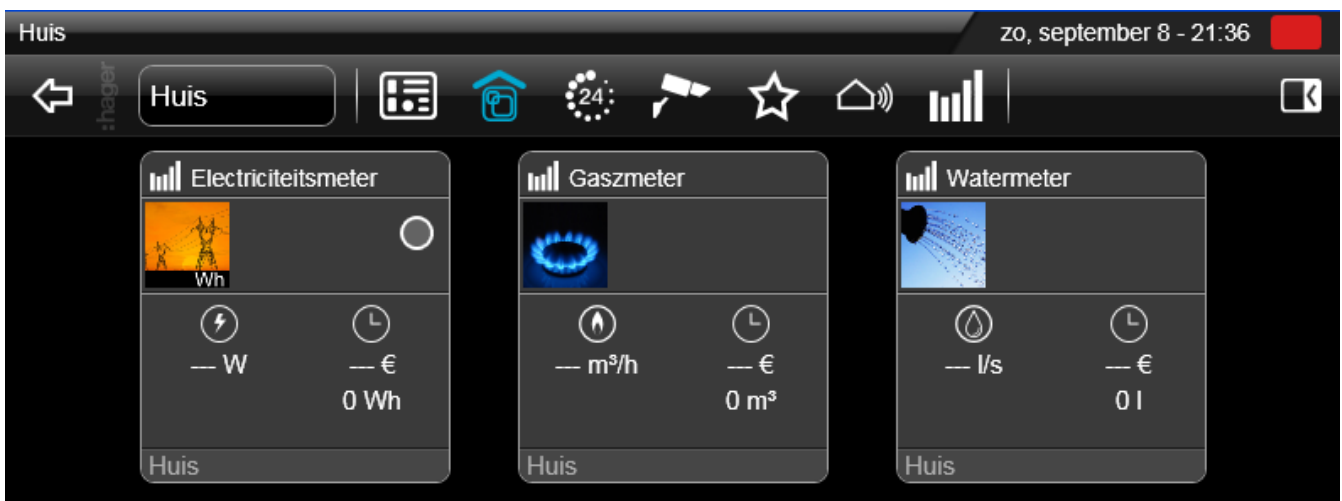 Huis
zo, september 8 - 21:36
:hager
Huis
24
Electriciteitsmeter
Wh
--- W
--- €
0 Wh
Huis
Gaszmeter
--- m³/h
--- €
0 m³
Huis
Watermeter
--- l/s
--- €
0 l
Huis